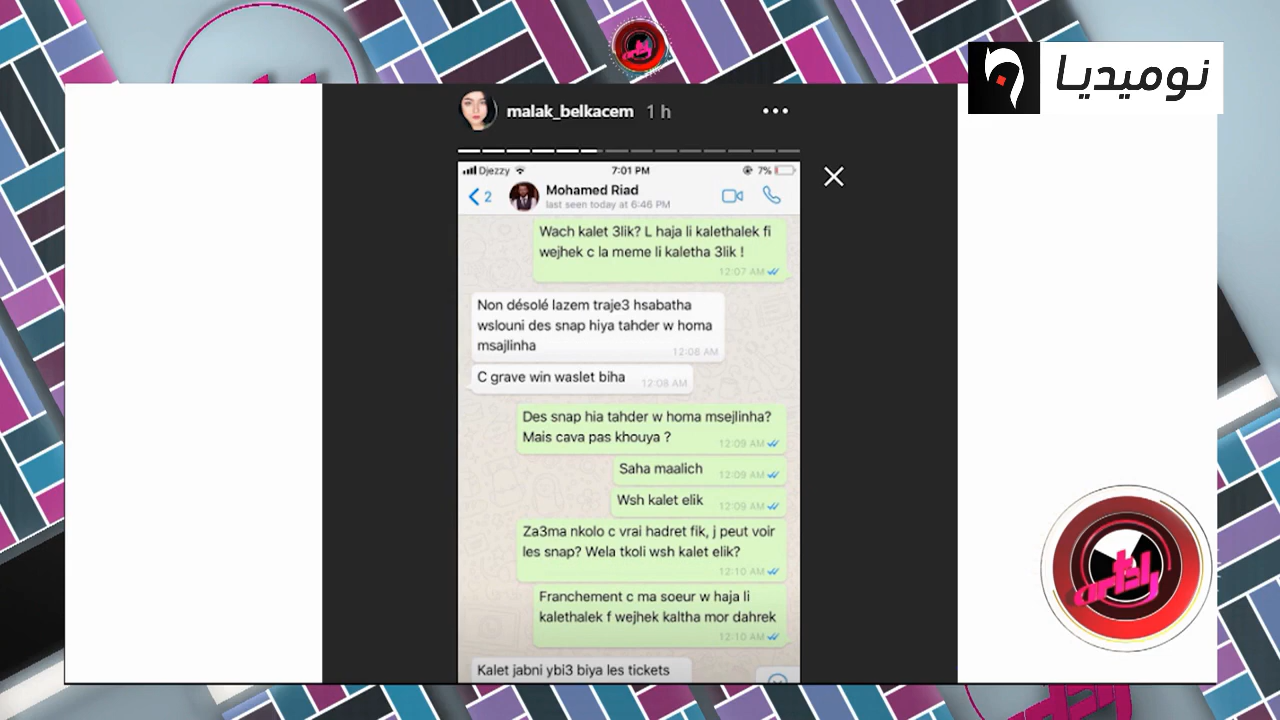 نوميديا
malak_belkacem 1 h
Djezzy 7:01 PM 7%
2 Mohamed Riad
last seen today at 6:46 PM
Wach kalet 3lik? L haja li kalethalek fi
wejhek c la meme li kaletha 3lik !
12:07 AM
Non désolé lazem traje3 hsabatha
wslouni des snap hiya tahder w homa
msajlinha
12:08 AM
C grave win waslet biha 12:08 AM
Des snap hia tahder w homa msejlinha?
Mais cava pas khouya ?
12:09 AM
Saha maalich 12:09 AM
Wsh kalet elik 12:09 AM
Za3ma nkolo c vrai hadret fik, j peut voir
les snap? Wela tkoli wsh kalet elik?
12:10 AM
Franchement c ma soeur w haja li
kalethalek f wejhek kaltha mor dahrek
12:10 AM
Kalet jabni ybi3 biya les tickets